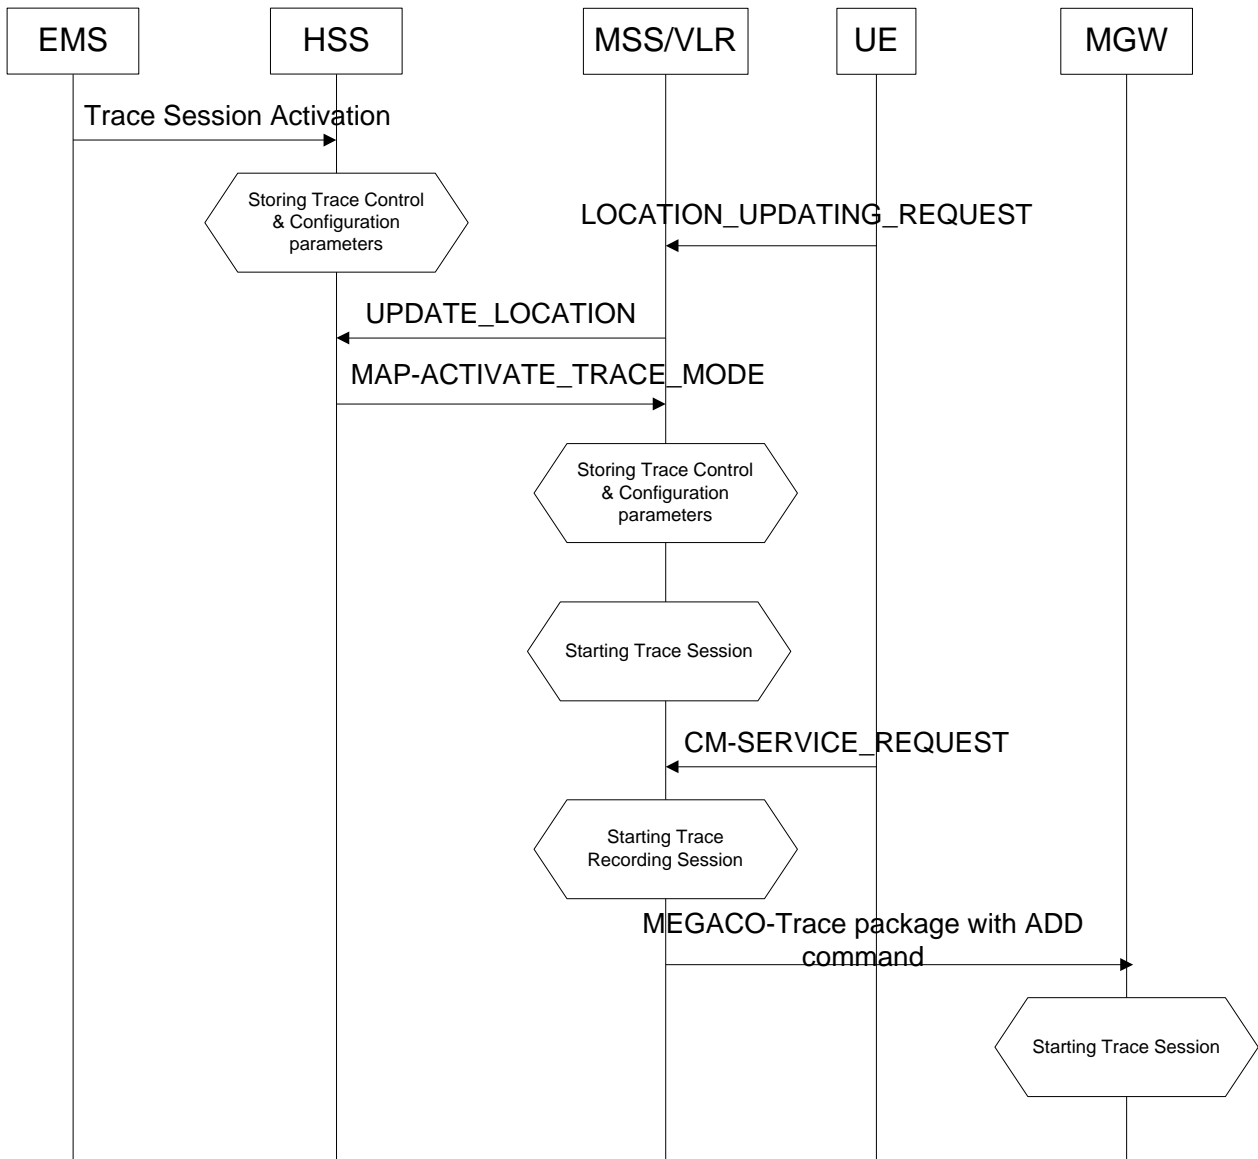 EMS
HSS
MSS/VLR
UE
MGW
Trace Session Activation
Storing Trace Control
& Configuration
parameters
LOCATION_UPDATING_REQUEST
UPDATE_LOCATION
MAP-ACTIVATE_TRACE_MODE
Storing Trace Control
& Configuration
parameters
Starting Trace Session
CM-SERVICE_REQUEST
Starting Trace
Recording Session
MEGACO-Trace package with ADD
command
Starting Trace Session